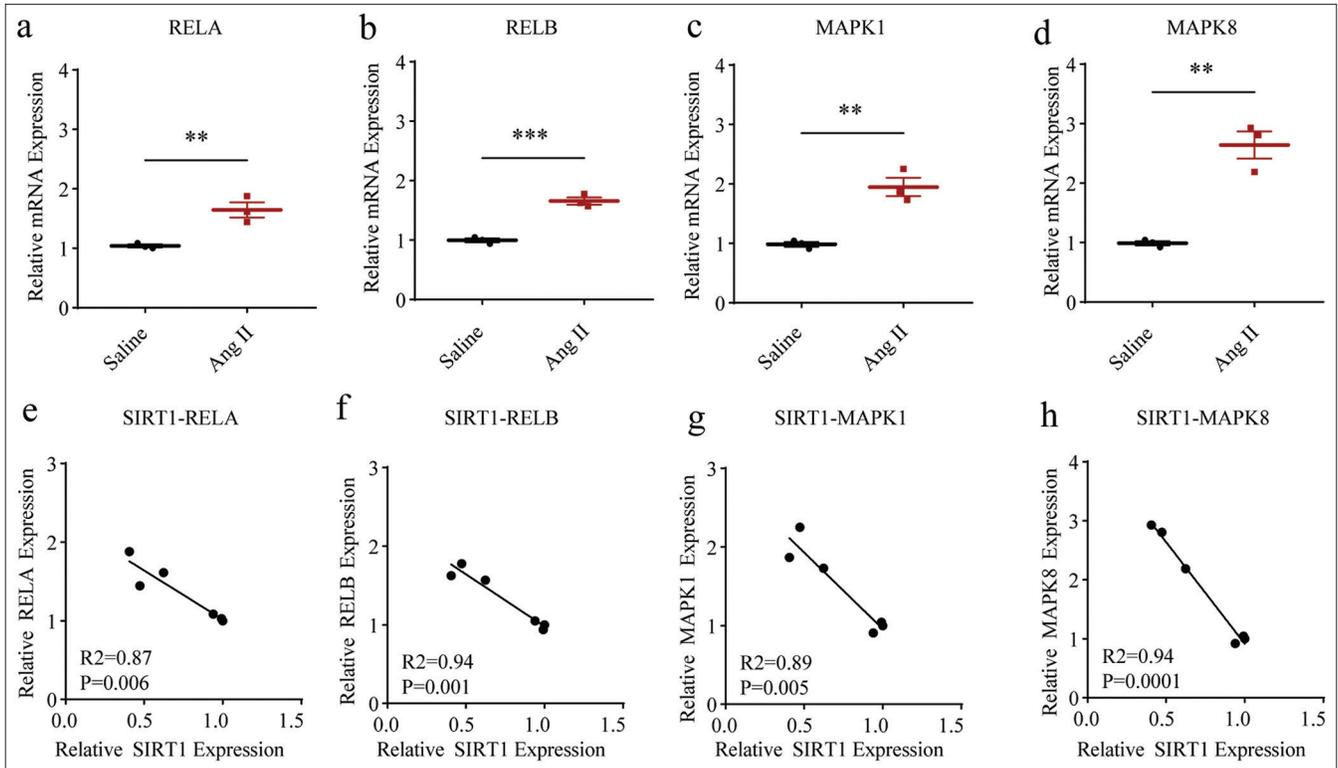 a
RELA
Relative mRNA Expression
4
3
2
1
0
**
Saline
Ang II
b
RELB
Relative mRNA Expression
4
3
2
1
0
***
Saline
Ang II
c
MAPK1
Relative mRNA Expression
4
3
2
1
0
**
Saline
Ang II
d
MAPK8
Relative mRNA Expression
4
3
2
1
0
**
Saline
Ang II
e
SIRT1-RELA
Relative RELA Expression
3
2
1
0
R2=0.87
P=0.006
0.0 0.5 1.0 1.5
Relative SIRT1 Expression
f
SIRT1-RELB
Relative RELB Expression
3
2
1
0
R2=0.94
P=0.001
0.0 0.5 1.0 1.5
Relative SIRT1 Expression
g
SIRT1-MAPK1
Relative MAPK1 Expression
3
2
1
0
R2=0.89
P=0.005
0.0 0.5 1.0 1.5
Relative SIRT1 Expression
h
SIRT1-MAPK8
Relative MAPK8 Expression
4
3
2
1
0
R2=0.94
P=0.0001
0.0 0.5 1.0 1.5
Relative SIRT1 Expression